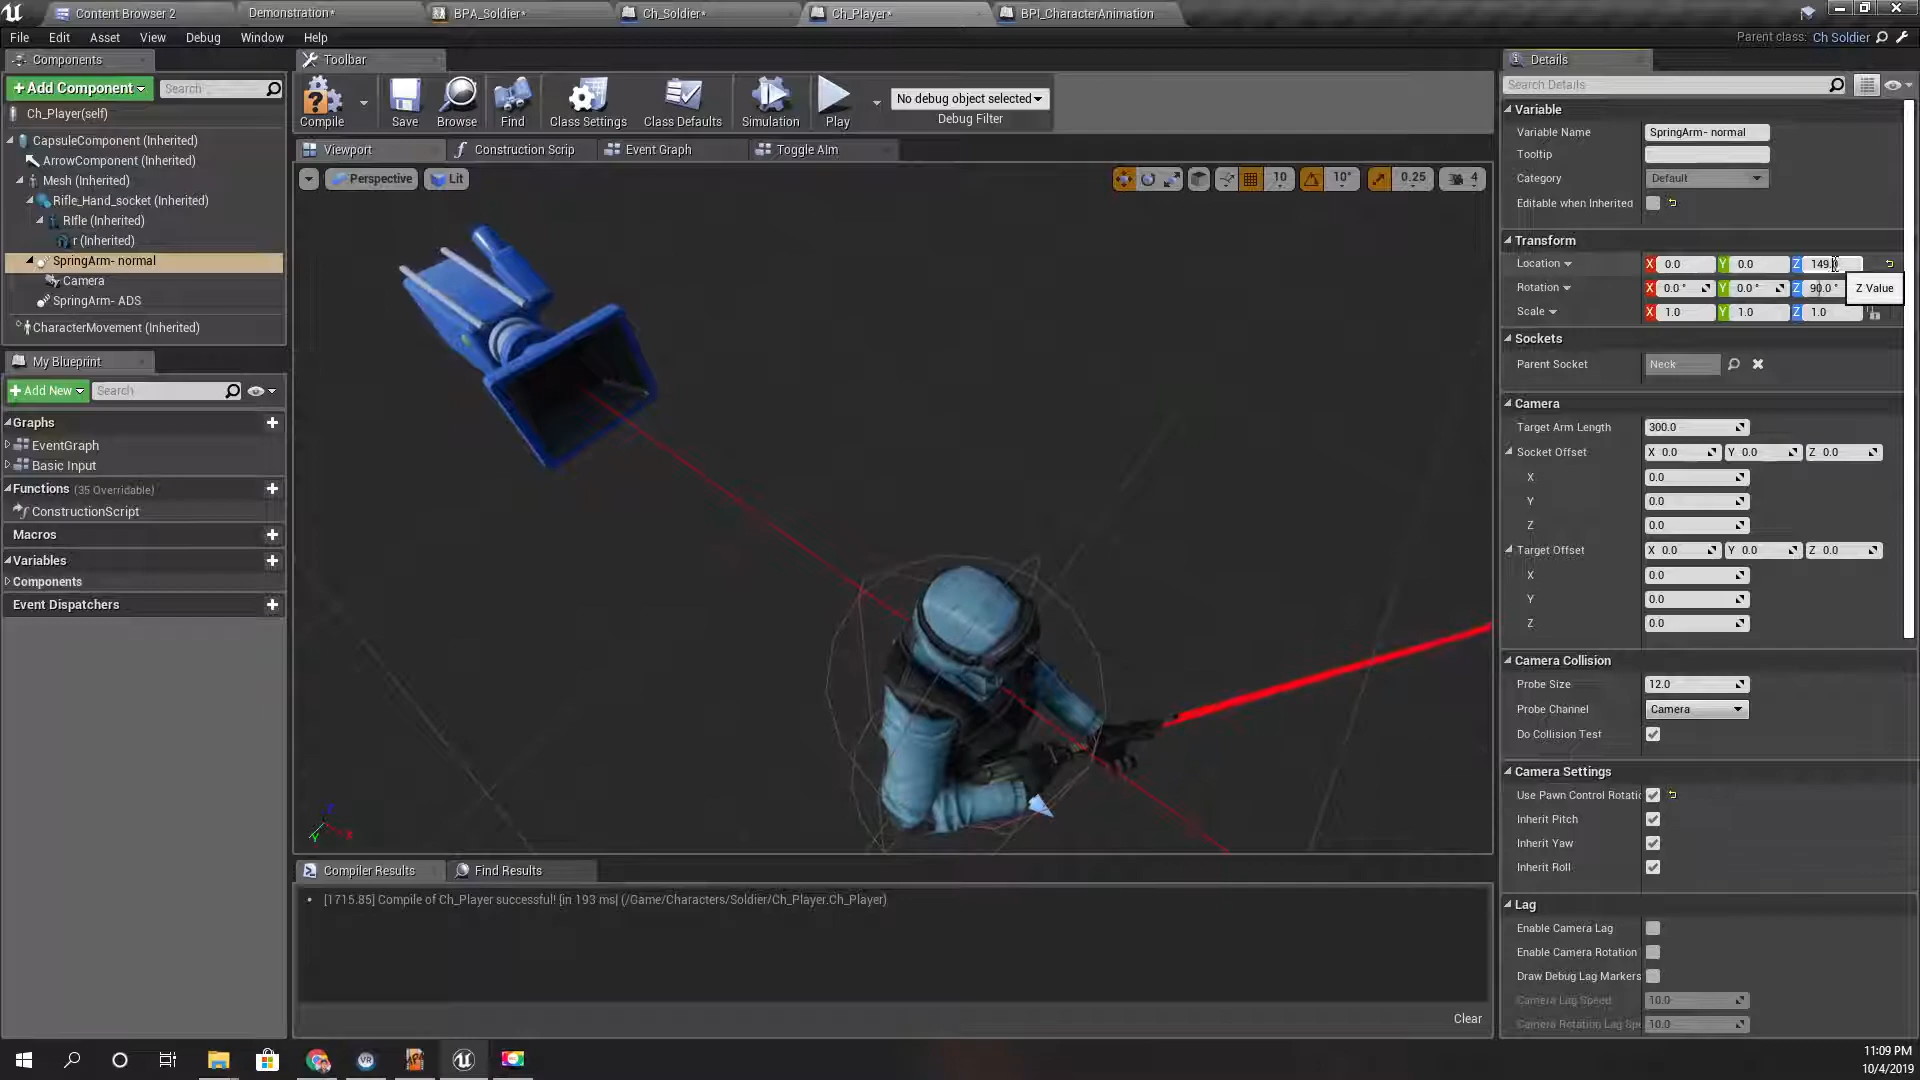 Content Browser 2
Demonstration*
BPA_Soldier*
Ch_Soldier*
Ch_Player*
BPI_CharacterAnimation
File Edit Asset View Debug Window Help
Parent class: Ch Soldier
Components
+Add Component
Search
Ch_Player(self)
CapsuleComponent (Inherited)
ArrowComponent (Inherited)
Mesh (Inherited)
Rifle_Hand_socket (Inherited)
RIfle (Inherited)
r (Inherited)
SpringArm- normal
Camera
SpringArm- ADS
CharacterMovement (Inherited)
My Blueprint
+Add New
Search
Graphs
EventGraph
Basic Input
Functions (35 Overridable)
ConstructionScript
Macros
Variables
Components
Event Dispatchers
Toolbar
Compile
Save
Browse
Find
Class Settings
Class Defaults
Simulation
Play
No debug object selected
Debug Filter
Viewport
Construction Scrip
Event Graph
Toggle AIm
Perspective
Lit
10
10°
0.25
4
Z
X
Y
Compiler Results
Find Results
[1715.85] Compile of Ch_Player successful! [in 193 ms] (/Game/Characters/Soldier/Ch_Player.Ch_Player)
Clear
Details
Search Details
Variable
Variable Name SpringArm- normal
Tooltip
Category Default
Editable when Inherited
Transform
Location X 0.0 Y 0.0 Z
Rotation X 0.0° Y 0.0° Z 90.0°
Z Value
Scale X 1.0 Y 1.0 Z 1.0
Sockets
Parent Socket Neck
Camera
Target Arm Length 300.0
Socket Offset X 0.0 Y 0.0 Z 0.0
X 0.0
Y 0.0
Z 0.0
Target Offset X 0.0 Y 0.0 Z 0.0
X 0.0
Y 0.0
Z 0.0
Camera Collision
Probe Size 12.0
Probe Channel Camera
Do Collision Test
Camera Settings
Use Pawn Control Rotatic
Inherit Pitch
Inherit Yaw
Inherit Roll
Lag
Enable Camera Lag
Enable Camera Rotation
Draw Debug Lag Markers
Camera Lag Speed 10.0
Camera Rotation Lag Spe 10.0
11:09 PM
10/4/2019